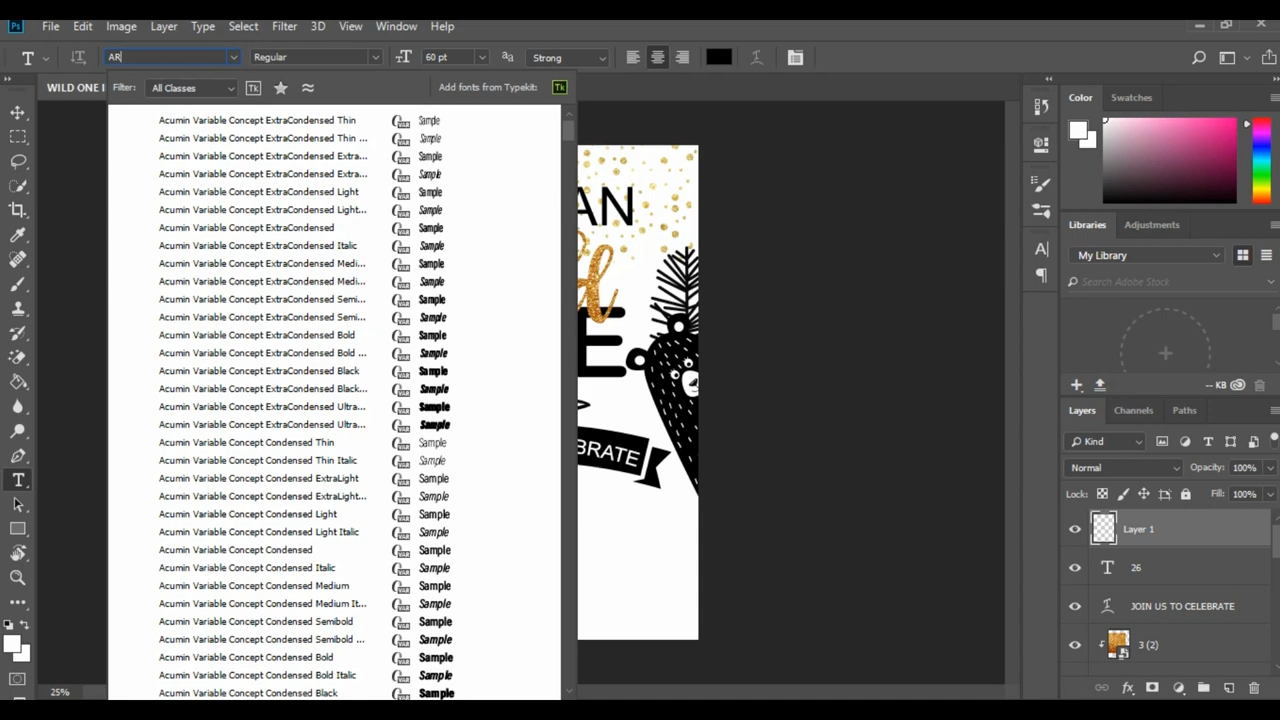 Ps File Edit Image Layer Type Select Filter 3D View Window Help
T AR Regular 60 pt Strong
Filter: All Classes Tk Add fonts from Typekit: Tk
WILD ONE I
Acumin Variable Concept ExtraCondensed Thin Sample
Acumin Variable Concept ExtraCondensed Thin ... Sample
Acumin Variable Concept ExtraCondensed Extra... Sample
Acumin Variable Concept ExtraCondensed Extra... Sample
Acumin Variable Concept ExtraCondensed Light Sample
Acumin Variable Concept ExtraCondensed Light... Sample
Acumin Variable Concept ExtraCondensed Sample
Acumin Variable Concept ExtraCondensed Italic Sample
Acumin Variable Concept ExtraCondensed Medi... Sample
Acumin Variable Concept ExtraCondensed Medi... Sample
Acumin Variable Concept ExtraCondensed Semi... Sample
Acumin Variable Concept ExtraCondensed Semi... Sample
Acumin Variable Concept ExtraCondensed Bold Sample
Acumin Variable Concept ExtraCondensed Bold ... Sample
Acumin Variable Concept ExtraCondensed Black Sample
Acumin Variable Concept ExtraCondensed Black... Sample
Acumin Variable Concept ExtraCondensed Ultra... Sample
Acumin Variable Concept ExtraCondensed Ultra... Sample
Acumin Variable Concept Condensed Thin Sample
Acumin Variable Concept Condensed Thin Italic Sample
Acumin Variable Concept Condensed ExtraLight Sample
Acumin Variable Concept Condensed ExtraLight... Sample
Acumin Variable Concept Condensed Light Sample
Acumin Variable Concept Condensed Light Italic Sample
Acumin Variable Concept Condensed Sample
Acumin Variable Concept Condensed Italic Sample
Acumin Variable Concept Condensed Medium Sample
Acumin Variable Concept Condensed Medium It... Sample
Acumin Variable Concept Condensed Semibold Sample
Acumin Variable Concept Condensed Semibold ... Sample
Acumin Variable Concept Condensed Bold Sample
Acumin Variable Concept Condensed Bold Italic Sample
Acumin Variable Concept Condensed Black Sample
25%
AN
ld
E
BRATE
Color Swatches
Libraries Adjustments
My Library
Search Adobe Stock
-- KB
Layers Channels Paths
Kind
Normal Opacity: 100%
Lock: Fill: 100%
Layer 1
T 26
JOIN US TO CELEBRATE
3 (2)
fx